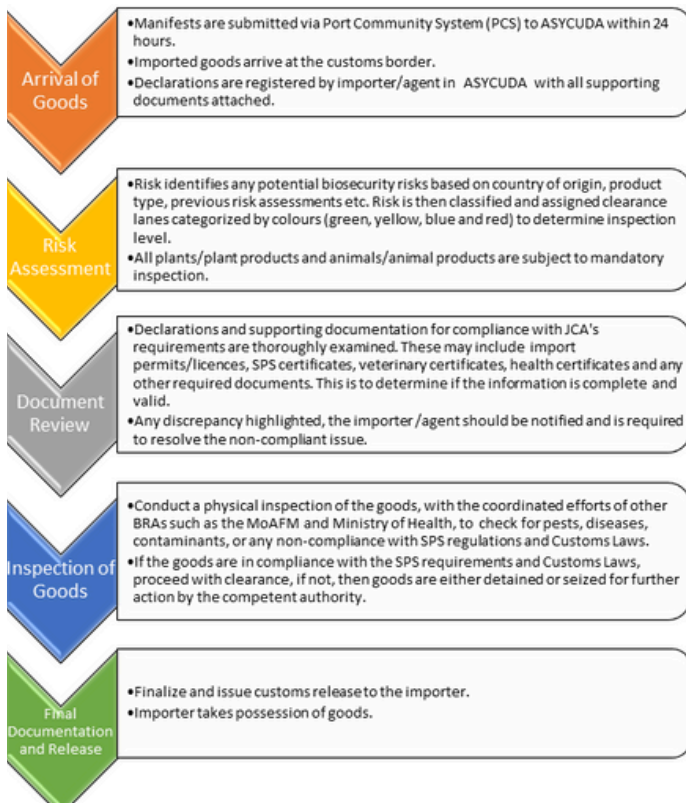 Arrival of
Goods
•Manifests are submitted via Port Community System (PCS) to ASYCUDA within 24
hours.
•Imported goods arrive at the customs border.
•Declarations are registered by importer/agent in ASYCUDA with all supporting
documents attached.
Risk
Assessment
•Risk identifies any potential biosecurity risks based on country of origin, product
type, previous risk assessments etc. Risk is then classified and assigned clearance
lanes categorized by colours (green, yellow, blue and red) to determine inspection
level.
•All plants/plant products and animals/animal products are subject to mandatory
inspection.
Document
Review
•Declarations and supporting documentation for compliance with JCA's
requirements are thoroughly examined. These may include import
permits/licences, SPS certificates, veterinary certificates, health certificates and any
other required documents. This is to determine if the information is complete and
valid.
•Any discrepancy highlighted, the importer/agent should be notified and is required
to resolve the non-compliant issue.
Inspection of
Goods
•Conduct a physical inspection of the goods, with the coordinated efforts of other
BRAs such as the MoAFM and Ministry of Health, to check for pests, diseases,
contaminants, or any non-compliance with SPS regulations and Customs Laws.
•If the goods are in compliance with the SPS requirements and Customs Laws,
proceed with clearance, if not, then goods are either detained or seized for further
action by the competent authority.
Final
Documentation
and Release
•Finalize and issue customs release to the importer.
•Importer takes possession of goods.